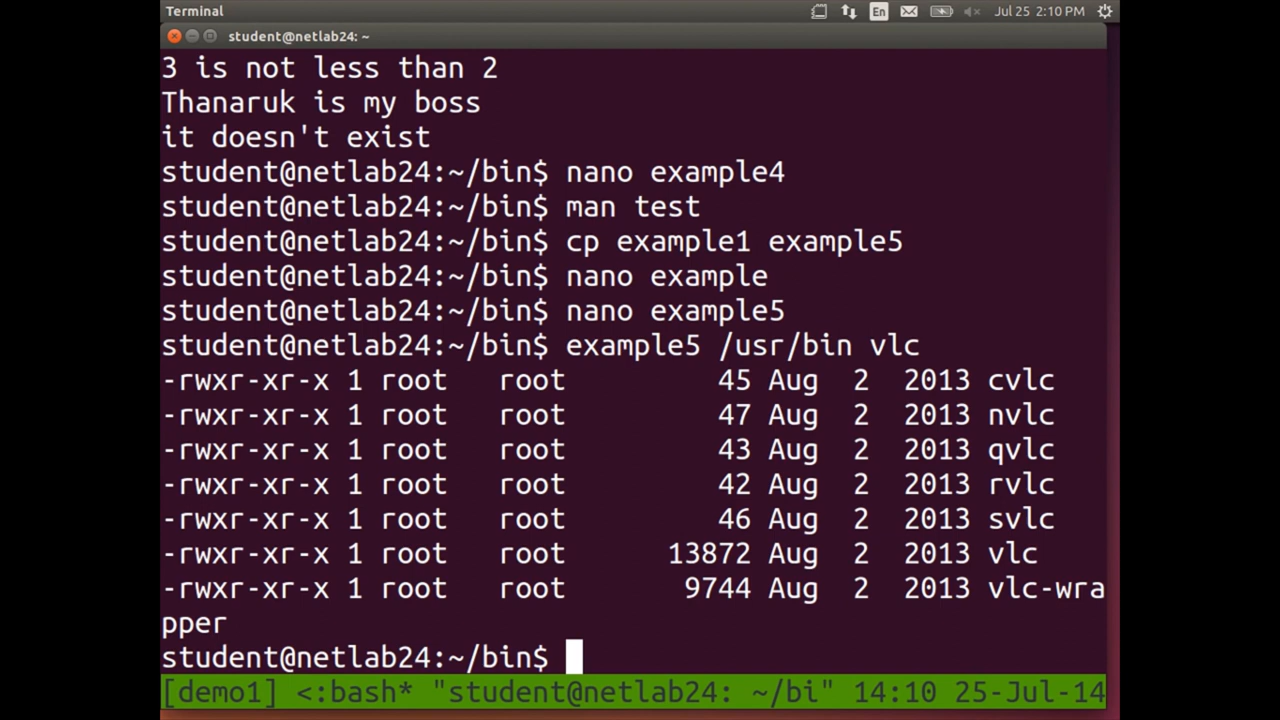 Terminal En Jul 25 2:10 PM
student@netlab24: ~
3 is not less than 2
Thanaruk is my boss
it doesn't exist
student@netlab24:~/bin$ nano example4
student@netlab24:~/bin$ man test
student@netlab24:~/bin$ cp example1 example5
student@netlab24:~/bin$ nano example
student@netlab24:~/bin$ nano example5
student@netlab24:~/bin$ example5 /usr/bin vlc
-rwxr-xr-x 1 root   root         45 Aug  2  2013 cvlc
-rwxr-xr-x 1 root   root         47 Aug  2  2013 nvlc
-rwxr-xr-x 1 root   root         43 Aug  2  2013 qvlc
-rwxr-xr-x 1 root   root         42 Aug  2  2013 rvlc
-rwxr-xr-x 1 root   root         46 Aug  2  2013 svlc
-rwxr-xr-x 1 root   root      13872 Aug  2  2013 vlc
-rwxr-xr-x 1 root   root       9744 Aug  2  2013 vlc-wra
pper
student@netlab24:~/bin$
[demo1] <:bash* "student@netlab24: ~/bi" 14:10 25-Jul-14